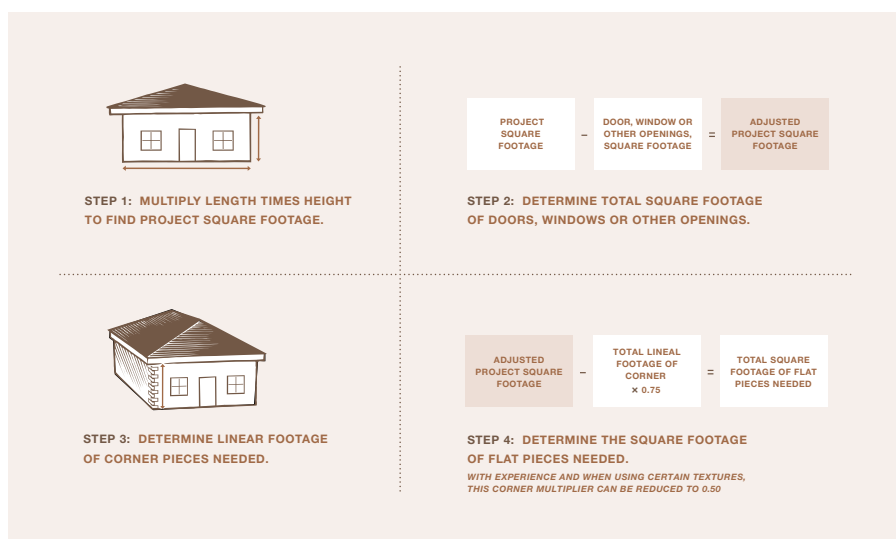 STEP 1: MULTIPLY LENGTH TIMES HEIGHT
TO FIND PROJECT SQUARE FOOTAGE.
PROJECT
SQUARE
FOOTAGE
–
DOOR, WINDOW OR
OTHER OPENINGS,
SQUARE FOOTAGE
=
ADJUSTED
PROJECT SQUARE
FOOTAGE
STEP 2: DETERMINE TOTAL SQUARE FOOTAGE
OF DOORS, WINDOWS OR OTHER OPENINGS.
STEP 3: DETERMINE LINEAR FOOTAGE
OF CORNER PIECES NEEDED.
ADJUSTED
PROJECT SQUARE
FOOTAGE
–
TOTAL LINEAL
FOOTAGE OF
CORNER
× 0.75
=
TOTAL SQUARE
FOOTAGE OF FLAT
PIECES NEEDED
STEP 4: DETERMINE THE SQUARE FOOTAGE
OF FLAT PIECES NEEDED.
WITH EXPERIENCE AND WHEN USING CERTAIN TEXTURES,
THIS CORNER MULTIPLIER CAN BE REDUCED TO 0.50